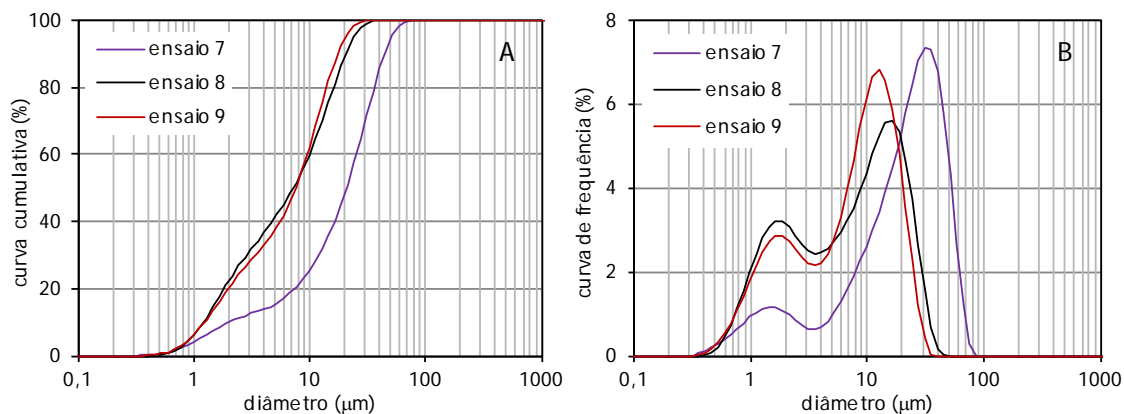 100
80
60
40
20
0
0,1
1
10
100
1000
curva cumulativa (%)
diâmetro (µm)
ensaio 7
ensaio 8
ensaio 9
A
8
6
4
2
0
0,1
1
10
100
1000
curva de frequência (%)
diâmetro (µm)
ensaio 7
ensaio 8
ensaio 9
B